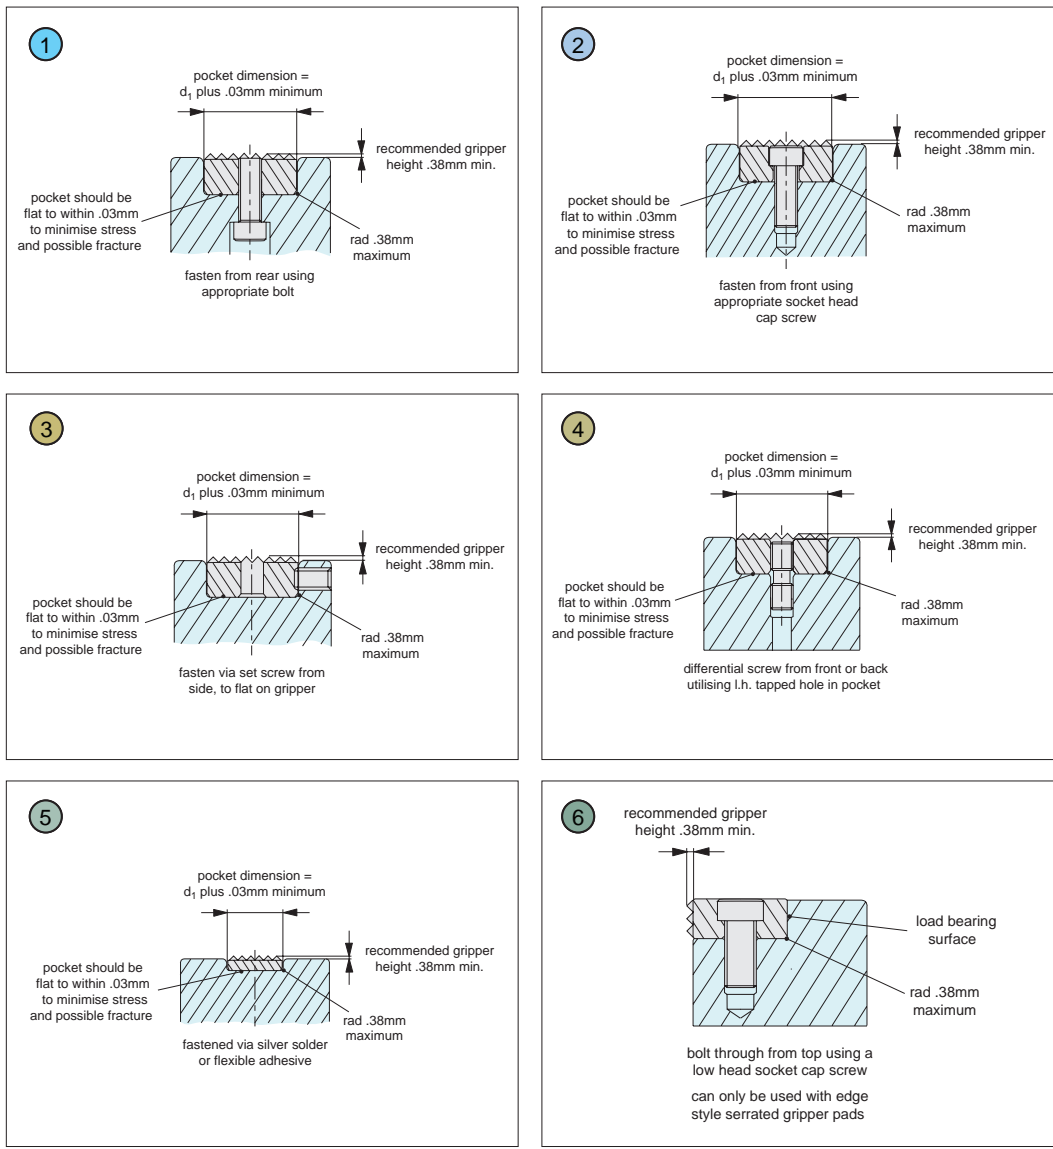 1
pocket dimension =
d₁ plus .03mm minimum
recommended gripper
height .38mm min.
pocket should be
flat to within .03mm
to minimise stress
and possible fracture
rad .38mm
maximum
fasten from rear using
appropriate bolt
2
pocket dimension =
d₁ plus .03mm minimum
recommended gripper
height .38mm min.
pocket should be
flat to within .03mm
to minimise stress
and possible fracture
rad .38mm
maximum
fasten from front using
appropriate socket head
cap screw
3
pocket dimension =
d₁ plus .03mm minimum
recommended gripper
height .38mm min.
pocket should be
flat to within .03mm
to minimise stress
and possible fracture
rad .38mm
maximum
fasten via set screw from
side, to flat on gripper
4
pocket dimension =
d₁ plus .03mm minimum
recommended gripper
height .38mm min.
pocket should be
flat to within .03mm
to minimise stress
and possible fracture
rad .38mm
maximum
differential screw from front or back
utilising l.h. tapped hole in pocket
5
pocket dimension =
d₁ plus .03mm minimum
recommended gripper
height .38mm min.
pocket should be
flat to within .03mm
to minimise stress
and possible fracture
rad .38mm
maximum
fastened via silver solder
or flexible adhesive
6
recommended gripper
height .38mm min.
load bearing
surface
rad .38mm
maximum
bolt through from top using a
low head socket cap screw
can only be used with edge
style serrated gripper pads